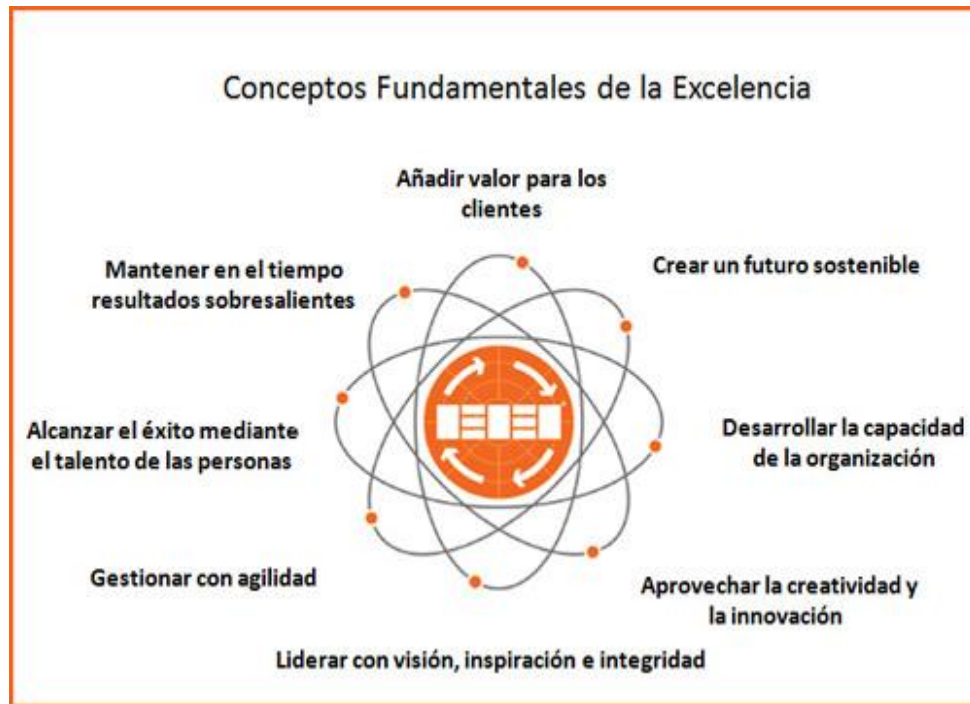 Conceptos Fundamentales de la Excelencia
Añadir valor para los
clientes
Crear un futuro sostenible
Mantener en el tiempo
resultados sobresalientes
Desarrollar la capacidad
de la organización
Alcanzar el éxito mediante
el talento de las personas
Aprovechar la creatividad y
la innovación
Gestionar con agilidad
Liderar con visión, inspiración e integridad